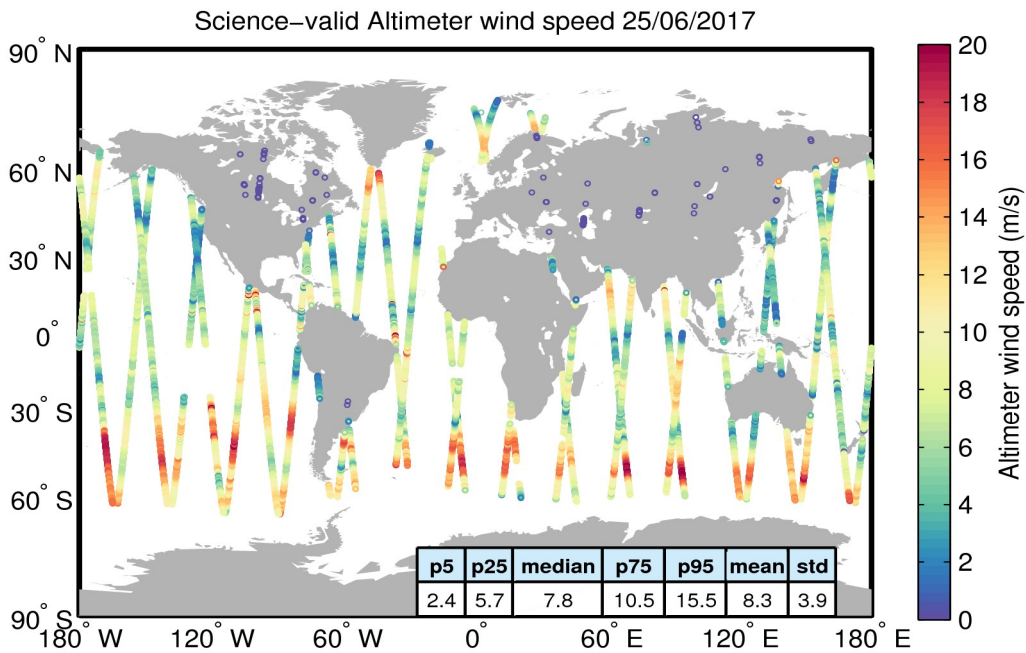 Science−valid Altimeter wind speed 25/06/2017
90° N
60° N
30° N
0°
30° S
60° S
90° S
180° W
120° W
60° W
0°
60° E
120° E
180° E
p5 p25 median p75 p95 mean std
2.4 5.7 7.8 10.5 15.5 8.3 3.9
20
18
16
14
12
10
8
6
4
2
0
Altimeter wind speed (m/s)